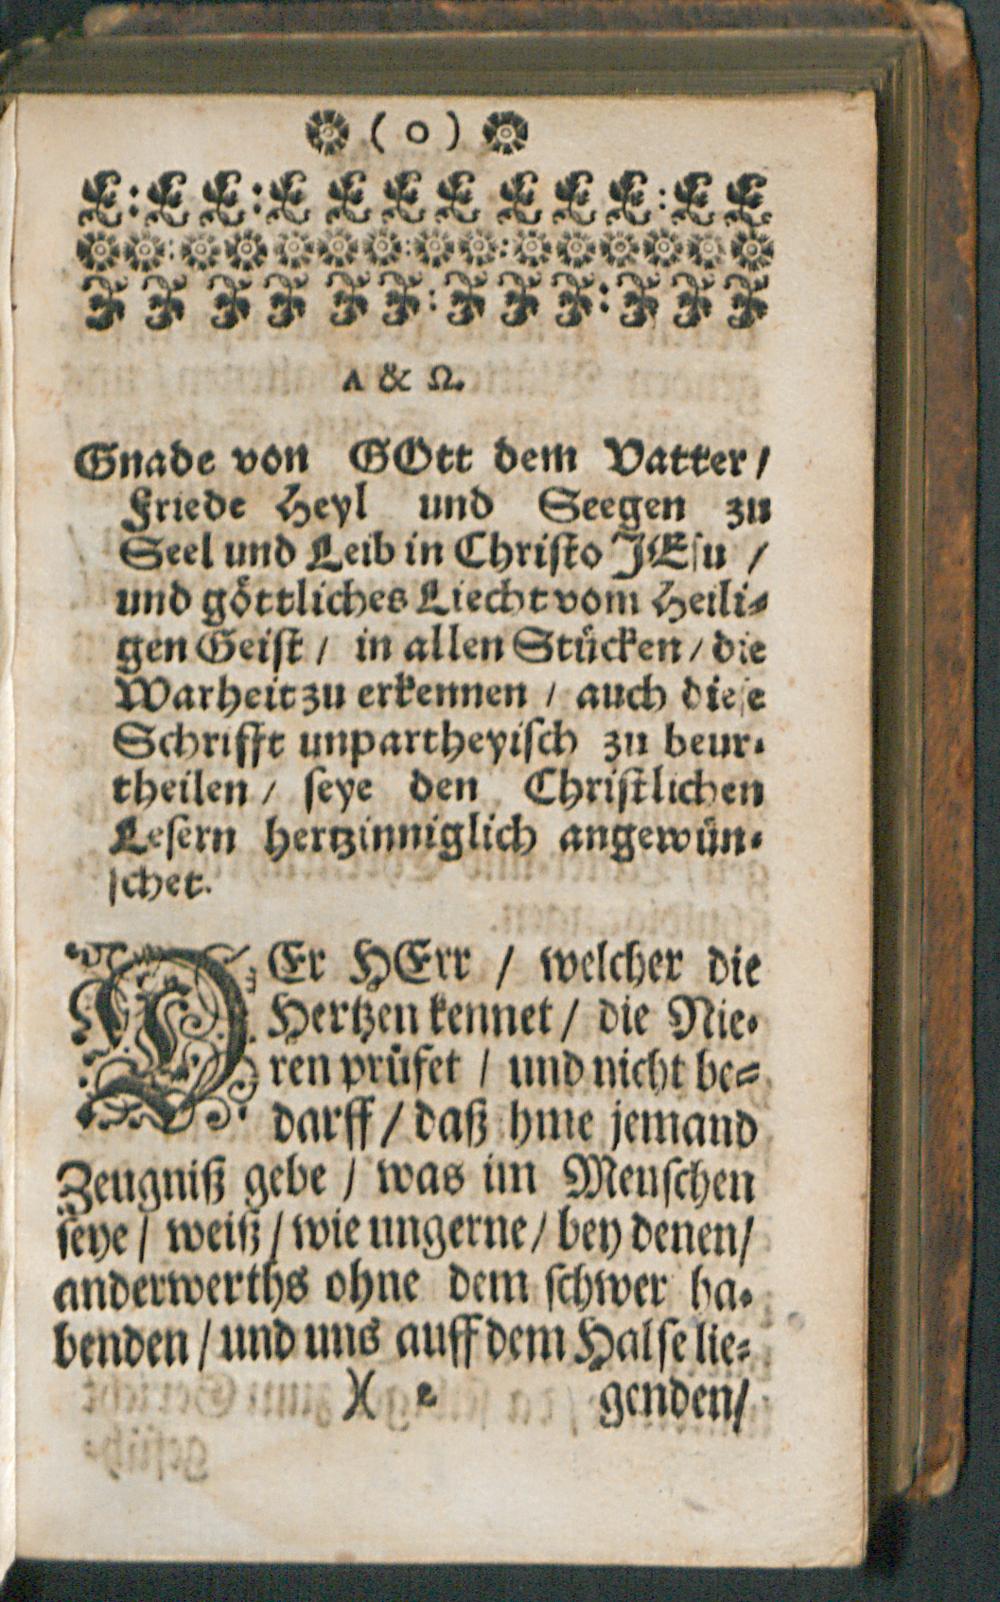 ( o )
Λ & Ω.
Gnade von GOtt dem Vatter /
Friede Heyl und Seegen zu
Seel und Leib in Christo JEsu /
und göttliches Liecht vom Heili-
gen Geist / in allen Stücken / die
Warheit zu erkennen / auch diese
Schrifft unpartheyisch zu beur-
theilen / seye den Christlichen
Lesern hertzinniglich angewün-
schet.
DEr HErr / welcher die
Hertzen kennet / die Nie-
ren prüfet / und nicht be-
darff / daß hme jemand
Zeugniß gebe / was im Menschen
seye / weiß / wie ungerne / bey denen /
anderwerths ohne dem schwer ha-
benden / und uns auff dem Halse lie-
)( 2 genden /